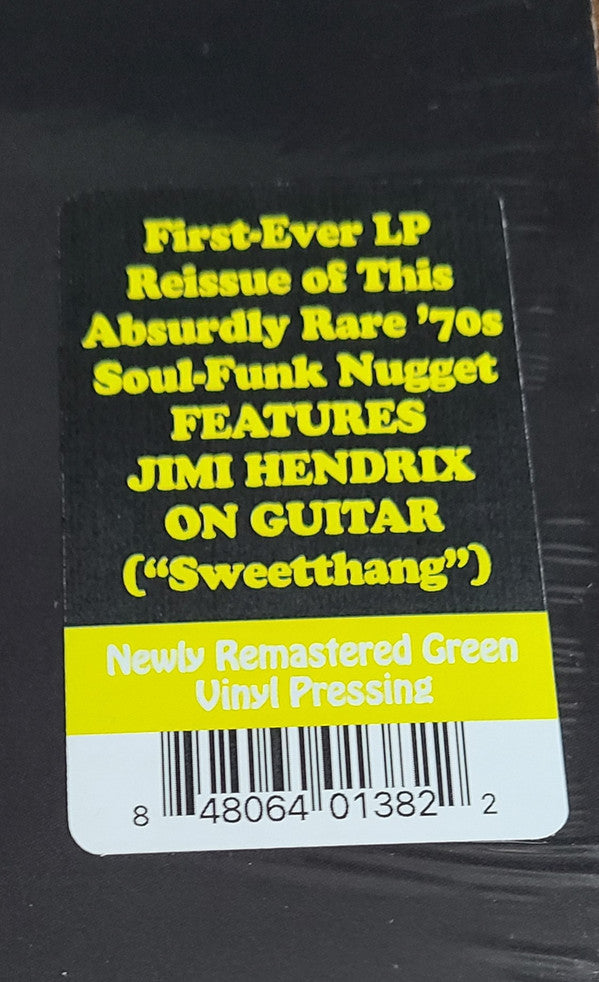 First-Ever LP
Reissue of This
Absurdly Rare '70s
Soul-Funk Nugget
FEATURES
JIMI HENDRIX
ON GUITAR
("Sweetthang")
Newly Remastered Green
Vinyl Pressing
8 48064 01382 2